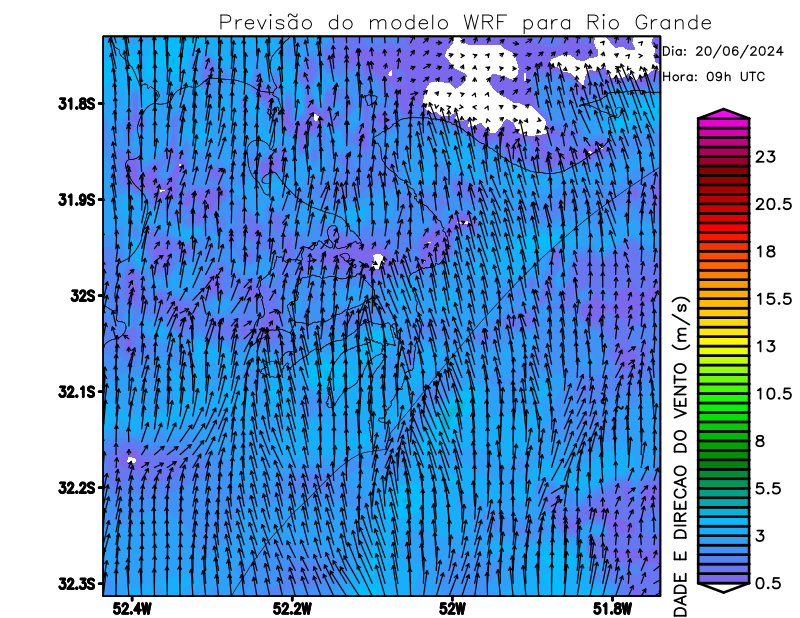 Previsão do modelo WRF para Rio Grande
Dia: 20/06/2024
Hora: 09h UTC
31.8S
31.9S
32S
32.1S
32.2S
32.3S
52.4W
52.2W
52W
51.8W
23
20.5
18
15.5
13
10.5
8
5.5
3
0.5
DADE E DIRECAO DO VENTO (m/s)